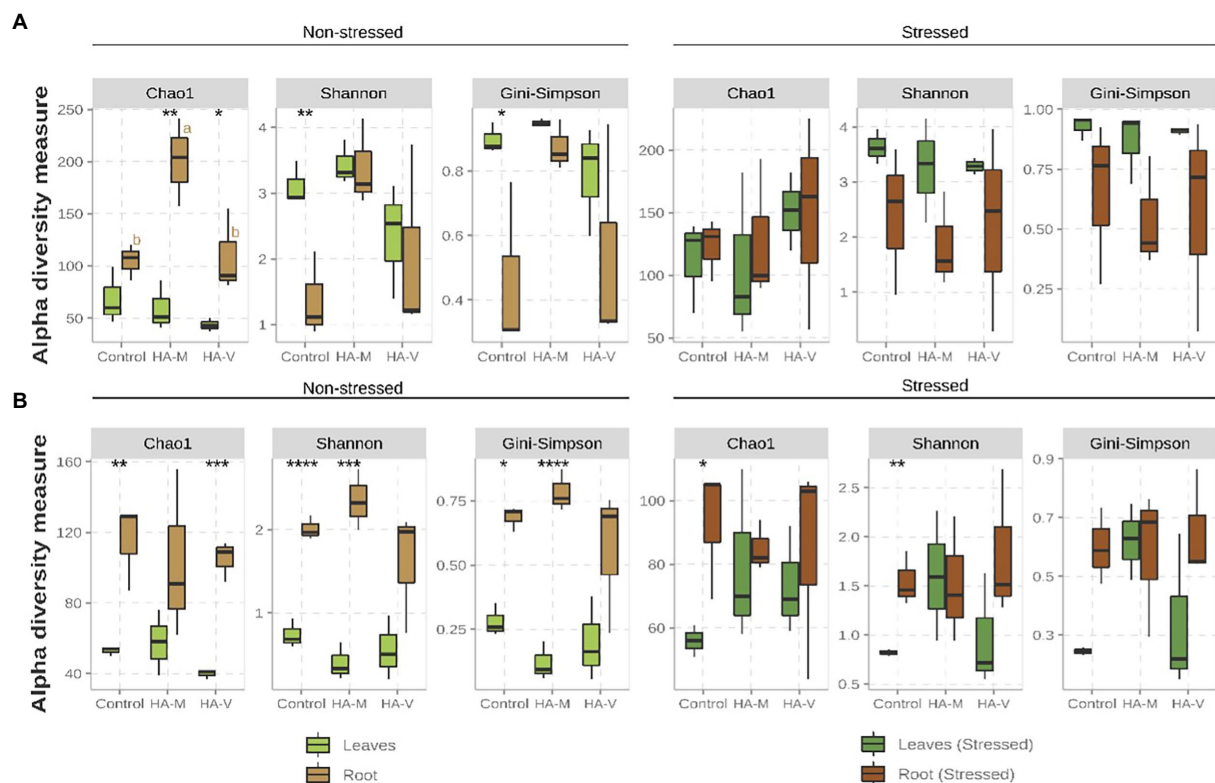 A
Non-stressed Stressed
Chao1 Shannon Gini-Simpson Chao1 Shannon Gini-Simpson
** * ** *
a
b b
Alpha diversity measure
250
200
150
100
50
4
3
2
1
0.8
0.6
0.4
200
150
100
50
4
3
2
1
1.00
0.75
0.50
0.25
Control HA-M HA-V Control HA-M HA-V Control HA-M HA-V Control HA-M HA-V Control HA-M HA-V Control HA-M HA-V
B
Non-stressed Stressed
Chao1 Shannon Gini-Simpson Chao1 Shannon Gini-Simpson
** *** **** *** * **** * **
Alpha diversity measure
160
120
80
40
2
1
0.75
0.50
0.25
100
80
60
2.5
2.0
1.5
1.0
0.5
0.9
0.7
0.5
0.3
Control HA-M HA-V Control HA-M HA-V Control HA-M HA-V Control HA-M HA-V Control HA-M HA-V Control HA-M HA-V
Leaves Leaves (Stressed)
Root Root (Stressed)